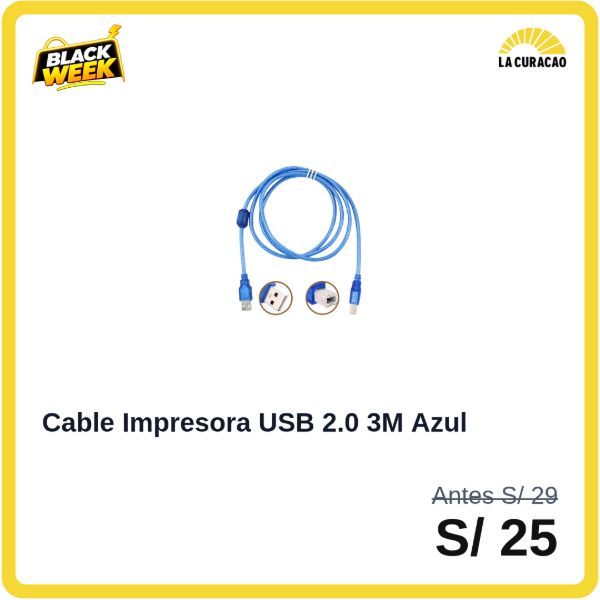 BLACK
WEEK
LA CURACAO
Cable Impresora USB 2.0 3M Azul
Antes S/ 29
S/ 25